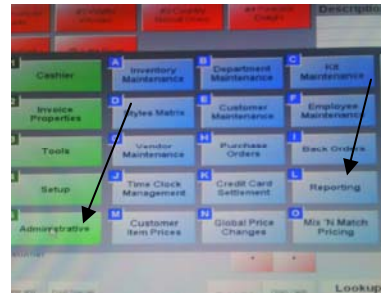 Description
A
B
C
Cashier
Inventory
Maintenance
Department
Maintenance
Kit
Maintenance
D
E
F
Invoice
Properties
Styles Matrix
Customer
Maintenance
Employee
Maintenance
H
I
Tools
Vendor
Maintenance
Purchase
Orders
Back Orders
J
K
L
Setup
Time Clock
Management
Credit Card
Settlement
Reporting
M
N
O
Administrative
Customer
Item Prices
Global Price
Changes
Mix 'N Match
Pricing
Lookup